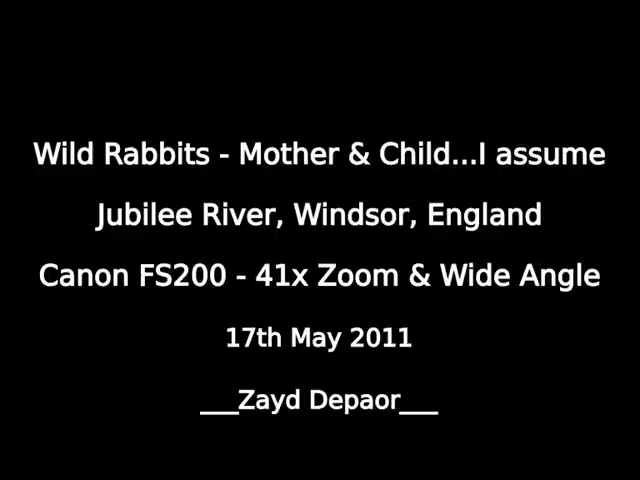 Wild Rabbits - Mother & Child...I assume
Jubilee River, Windsor, England
Canon FS200 - 41x Zoom & Wide Angle
17th May 2011
___Zayd Depaor___